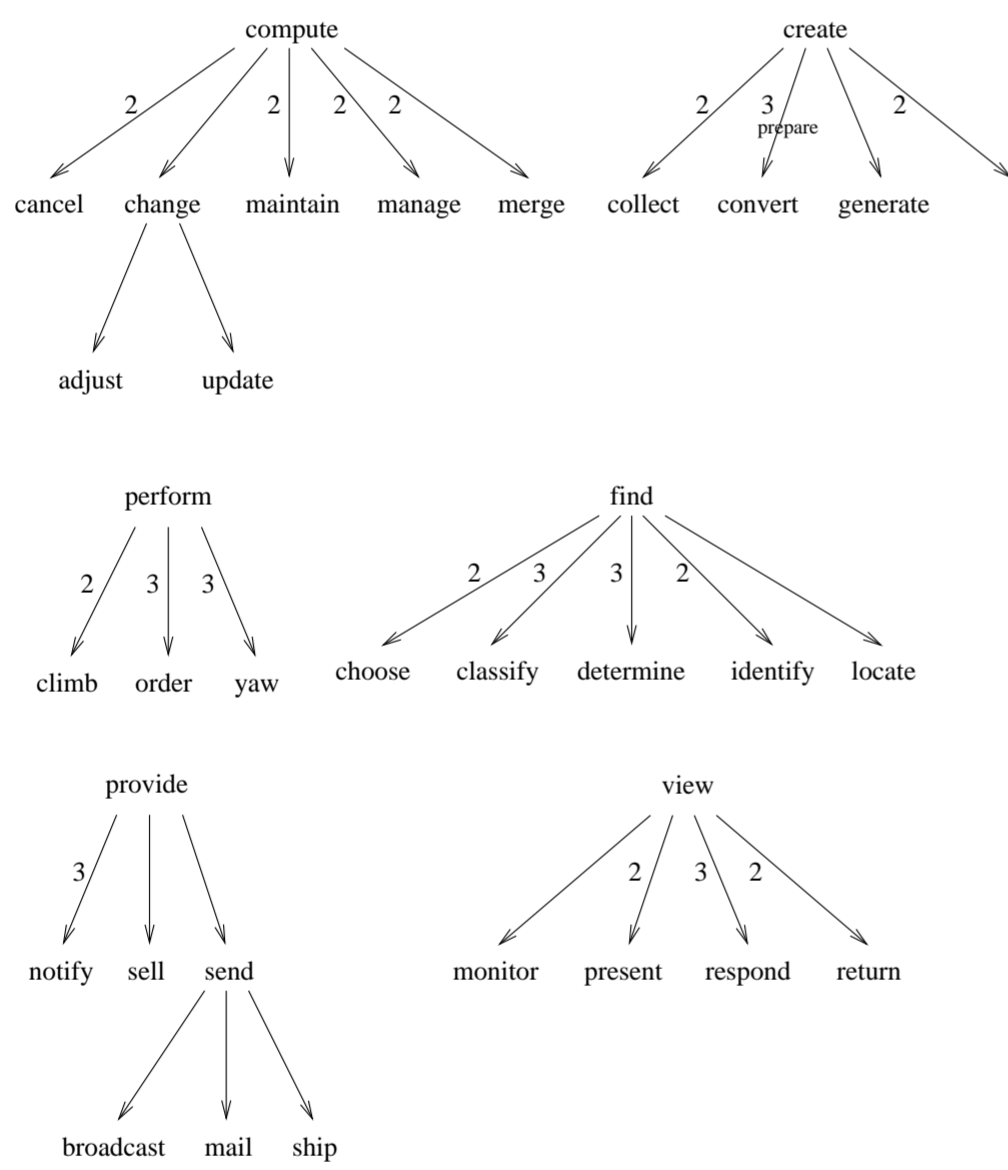 compute create
2 2 2 2 2 3 2
prepare
cancel change maintain manage merge collect convert generate
adjust update
perform find
2 3 3 2 3 3 2
climb order yaw choose classify determine identify locate
provide view
3 2 3 2
notify sell send monitor present respond return
broadcast mail ship